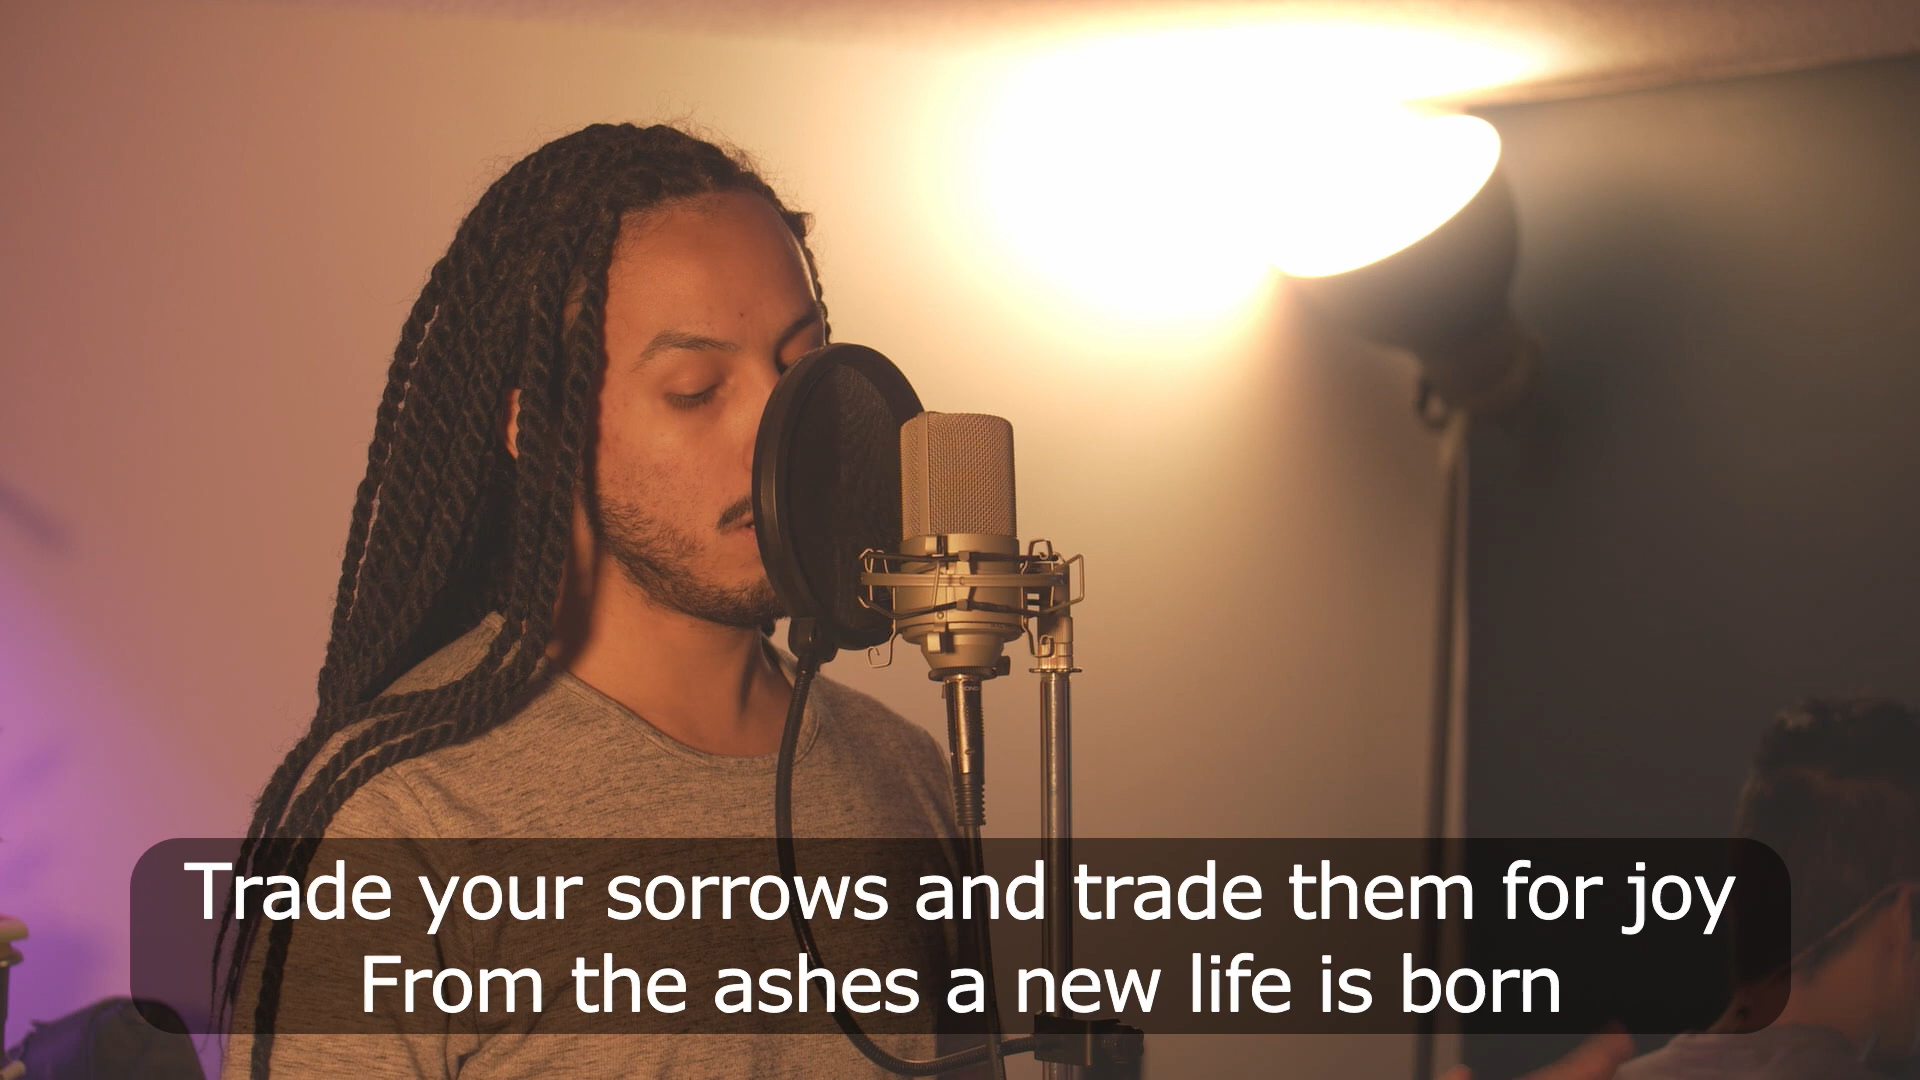 Trade your sorrows and trade them for joy
From the ashes a new life is born